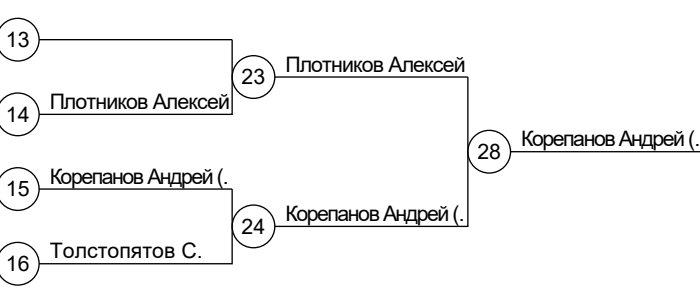 13
Плотников Алексей
23
14
Плотников Алексей
Корепанов Андрей (.
28
15
Корепанов Андрей (.
24
Корепанов Андрей (.
16
Толстопятов С.